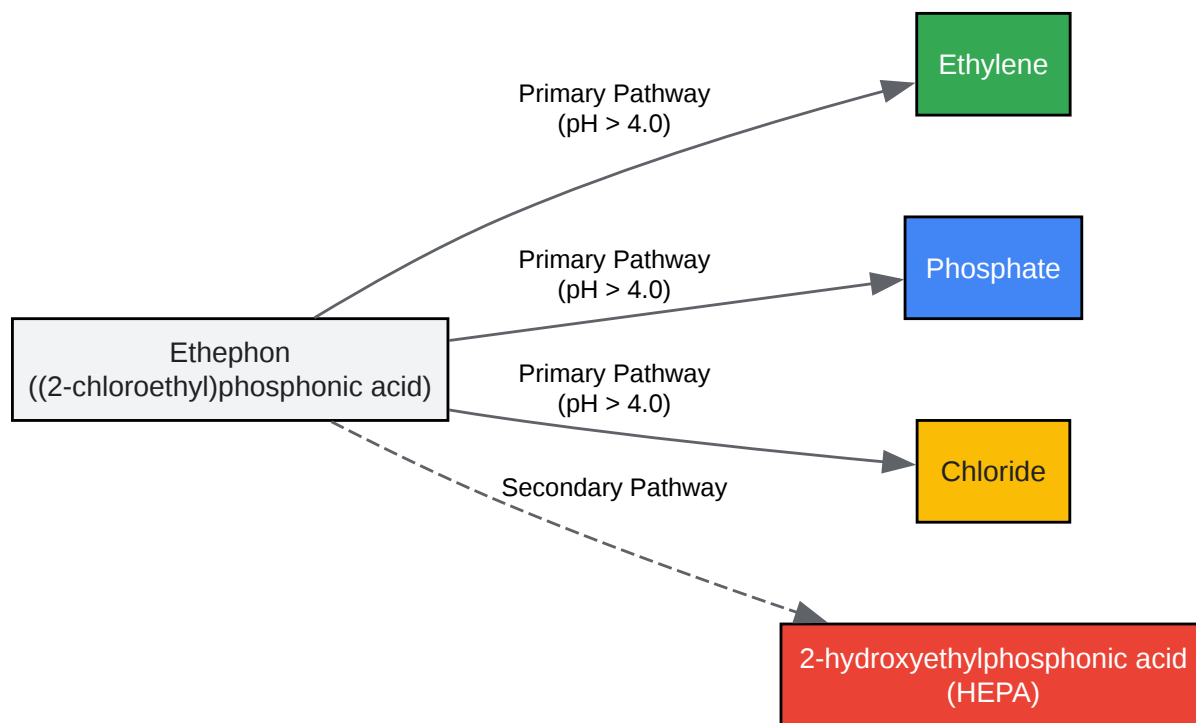 Ethylene
Primary Pathway
(pH > 4.0)
Phosphate
Primary Pathway
(pH > 4.0)
Ethephon
((2-chloroethyl)phosphonic acid)
Primary Pathway
(pH > 4.0)
Chloride
Secondary Pathway
2-hydroxyethylphosphonic acid
(HEPA)